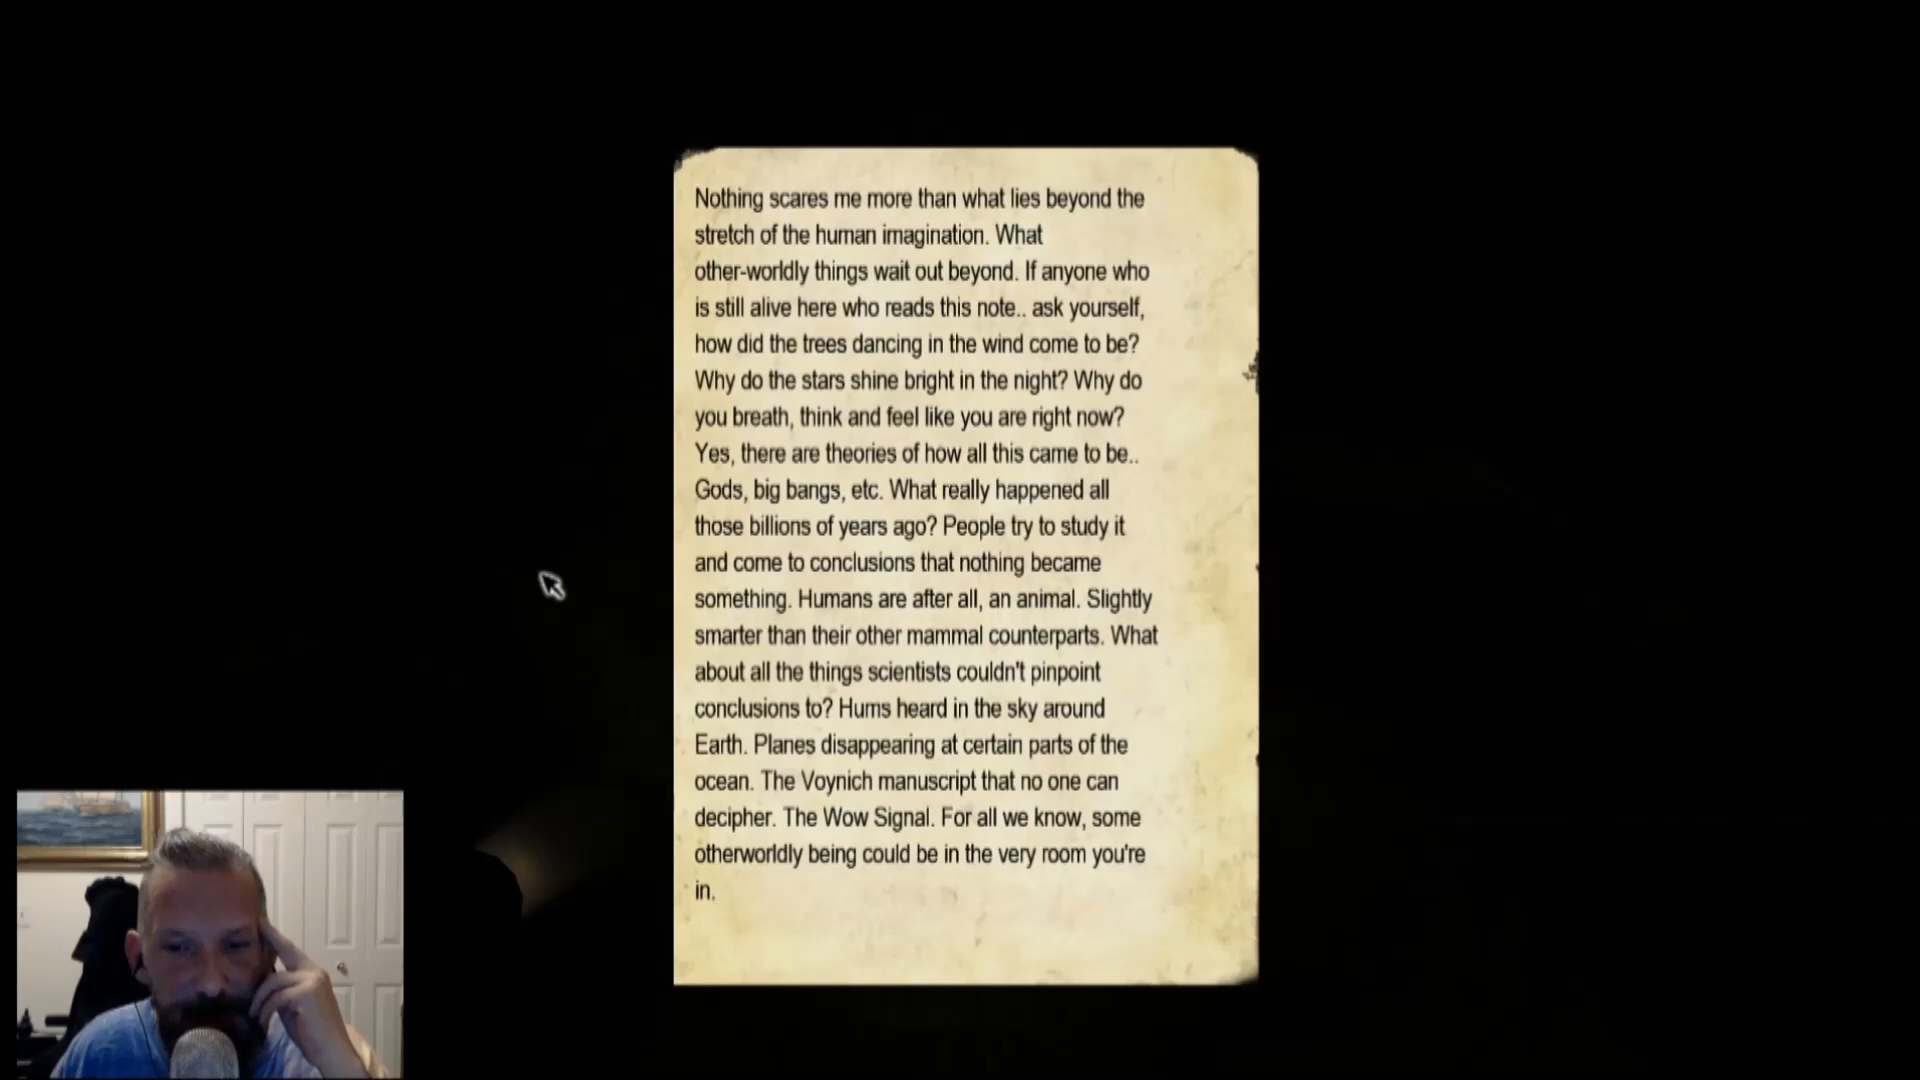 Nothing scares me more than what lies beyond the
stretch of the human imagination. What
other-worldly things wait out beyond. If anyone who
is still alive here who reads this note.. ask yourself,
how did the trees dancing in the wind come to be?
Why do the stars shine bright in the night? Why do
you breath, think and feel like you are right now?
Yes, there are theories of how all this came to be..
Gods, big bangs, etc. What really happened all
those billions of years ago? People try to study it
and come to conclusions that nothing became
something. Humans are after all, an animal. Slightly
smarter than their other mammal counterparts. What
about all the things scientists couldn't pinpoint
conclusions to? Hums heard in the sky around
Earth. Planes disappearing at certain parts of the
ocean. The Voynich manuscript that no one can
decipher. The Wow Signal. For all we know, some
otherworldly being could be in the very room you're
in.